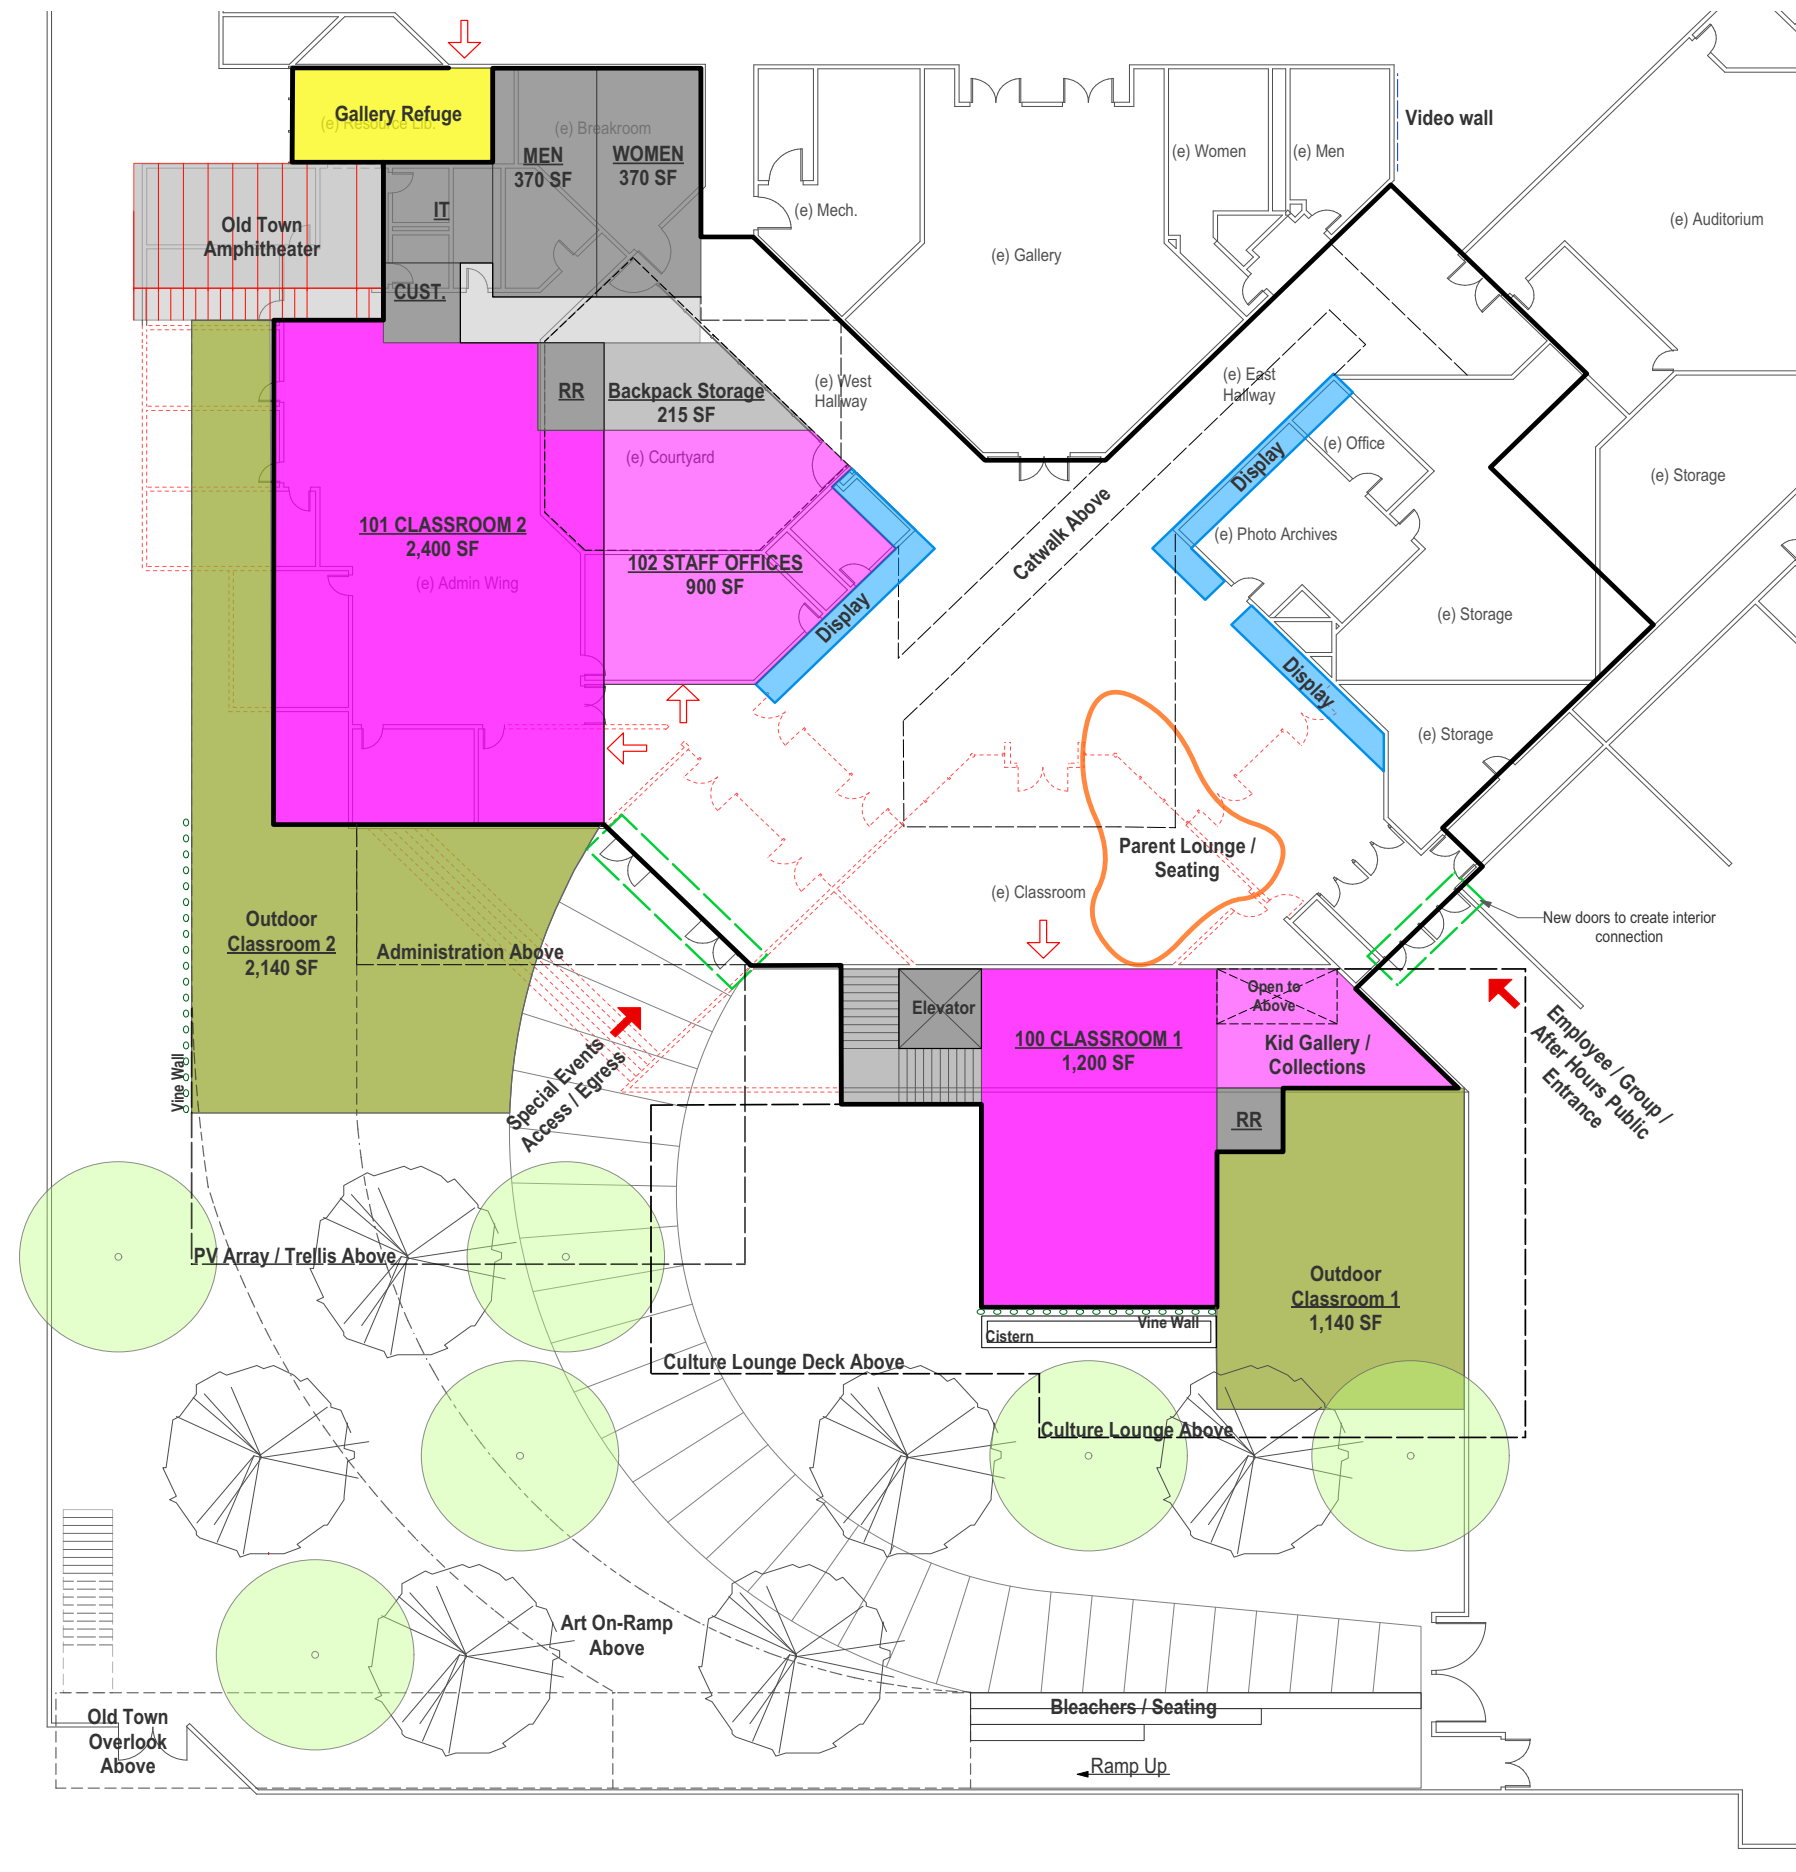 Gallery Refuge
(e) Resource Lib.
(e) Breakroom
MEN
370 SF
WOMEN
370 SF
Video wall
(e) Women
(e) Men
(e) Mech.
(e) Auditorium
IT
Old Town
Amphitheater
(e) Gallery
CUST.
RR
Backpack Storage
215 SF
(e) West
Hallway
(e) East
Hallway
(e) Courtyard
(e) Office
Display
(e) Storage
Catwalk Above
101 CLASSROOM 2
2,400 SF
(e) Photo Archives
102 STAFF OFFICES
900 SF
(e) Admin Wing
Display
(e) Storage
Display
(e) Storage
Parent Lounge /
Seating
(e) Classroom
New doors to create interior
connection
Outdoor
Classroom 2
2,140 SF
Administration Above
Elevator
Open to
Above
100 CLASSROOM 1
1,200 SF
Kid Gallery /
Collections
Employee / Group /
After Hours Public
Entrance
Special Events
Access / Egress
Vine Wall
RR
PV Array / Trellis Above
Outdoor
Classroom 1
1,140 SF
Vine Wall
Cistern
Culture Lounge Deck Above
Culture Lounge Above
Art On-Ramp
Above
Bleachers / Seating
Old Town
Overlook
Above
Ramp Up